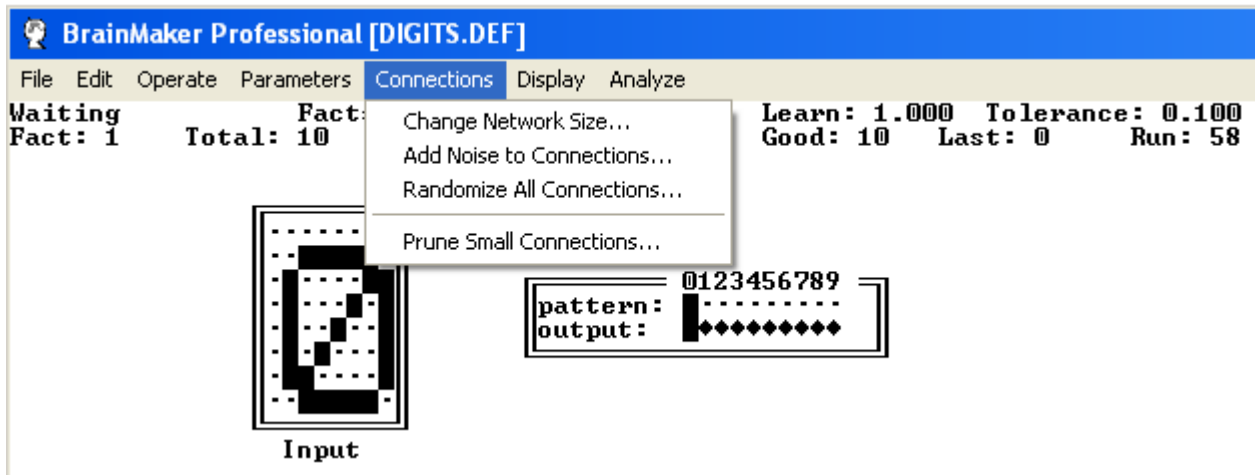 BrainMaker Professional [DIGITS.DEF]
File Edit Operate Parameters Connections Display Analyze
Waiting Fact: Learn: 1.000 Tolerance: 0.100
Fact: 1 Total: 10 Good: 10 Last: 0 Run: 58
Change Network Size...
Add Noise to Connections...
Randomize All Connections...
Prune Small Connections...
0123456789
pattern:
output:
Input